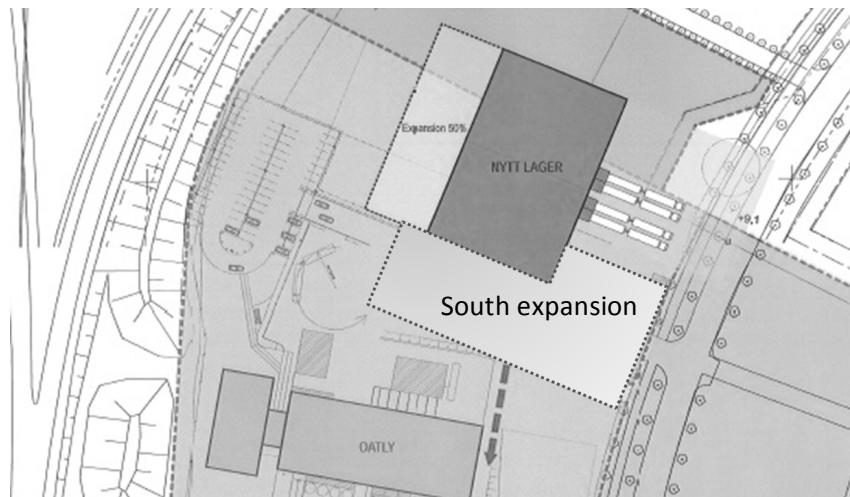 Expansion 50%
NYTT LAGER
+9,1
South expansion
OATLY